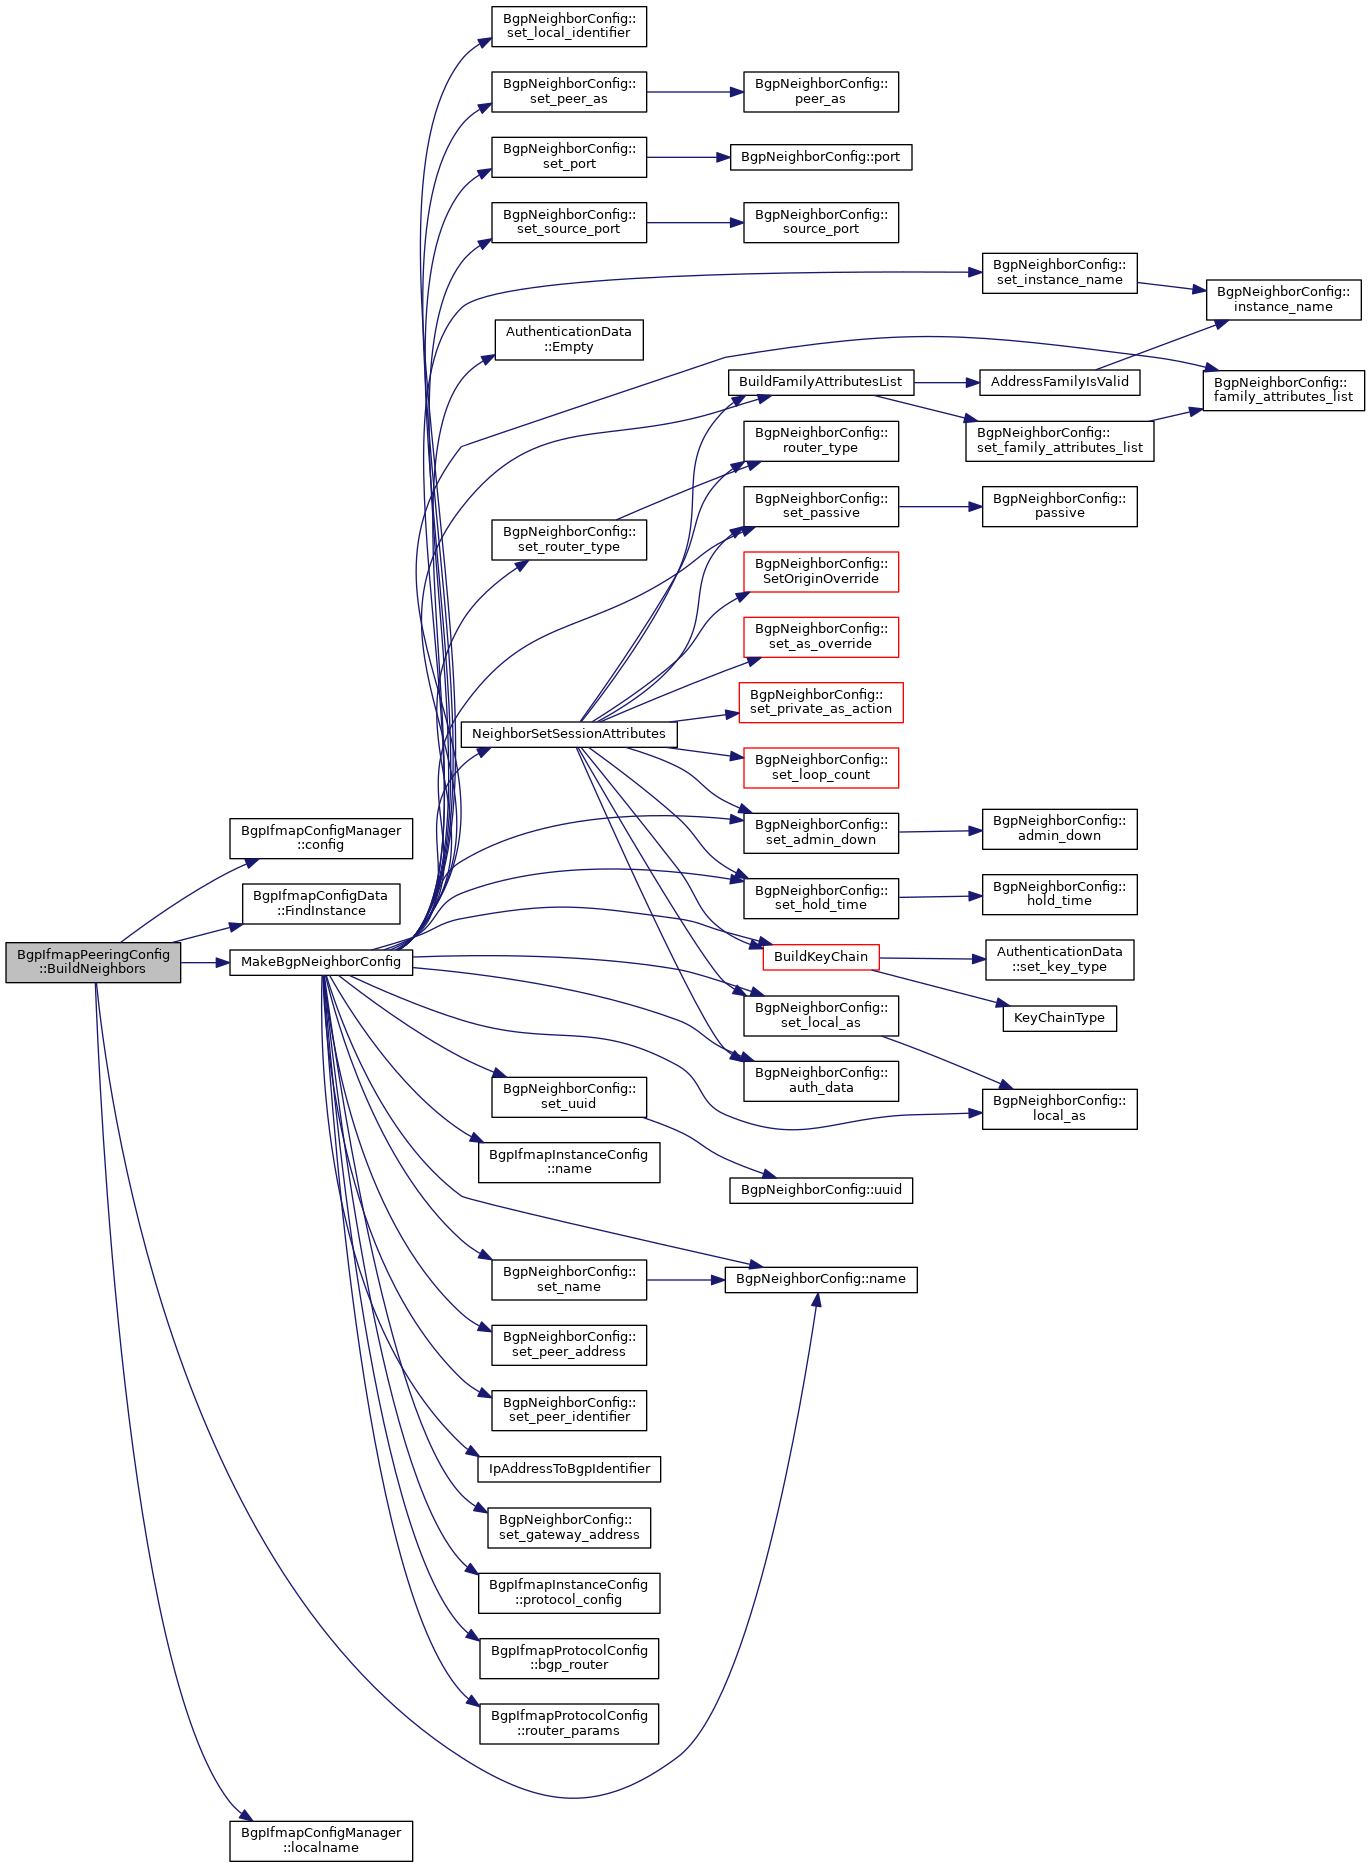 BgpNeighborConfig::
set_local_identifier
BgpNeighborConfig::
set_peer_as
BgpNeighborConfig::
peer_as
BgpNeighborConfig::
set_port
BgpNeighborConfig::port
BgpNeighborConfig::
set_source_port
BgpNeighborConfig::
source_port
BgpNeighborConfig::
set_instance_name
BgpNeighborConfig::
instance_name
AuthenticationData
::Empty
BuildFamilyAttributesList
AddressFamilyIsValid
BgpNeighborConfig::
family_attributes_list
BgpNeighborConfig::
router_type
BgpNeighborConfig::
set_family_attributes_list
BgpNeighborConfig::
set_passive
BgpNeighborConfig::
passive
BgpNeighborConfig::
set_router_type
BgpNeighborConfig::
SetOriginOverride
BgpNeighborConfig::
set_as_override
BgpNeighborConfig::
set_private_as_action
NeighborSetSessionAttributes
BgpNeighborConfig::
set_loop_count
BgpNeighborConfig::
set_admin_down
BgpNeighborConfig::
admin_down
BgpIfmapConfigManager
::config
BgpNeighborConfig::
set_hold_time
BgpNeighborConfig::
hold_time
BgpIfmapConfigData
::FindInstance
BgpIfmapPeeringConfig
::BuildNeighbors
MakeBgpNeighborConfig
BuildKeyChain
AuthenticationData
::set_key_type
KeyChainType
BgpNeighborConfig::
set_local_as
BgpNeighborConfig::
auth_data
BgpNeighborConfig::
local_as
BgpNeighborConfig::
set_uuid
BgpIfmapInstanceConfig
::name
BgpNeighborConfig::uuid
BgpNeighborConfig::
set_name
BgpNeighborConfig::name
BgpNeighborConfig::
set_peer_address
BgpNeighborConfig::
set_peer_identifier
IpAddressToBgpIdentifier
BgpNeighborConfig::
set_gateway_address
BgpIfmapInstanceConfig
::protocol_config
BgpIfmapProtocolConfig
::bgp_router
BgpIfmapProtocolConfig
::router_params
BgpIfmapConfigManager
::localname